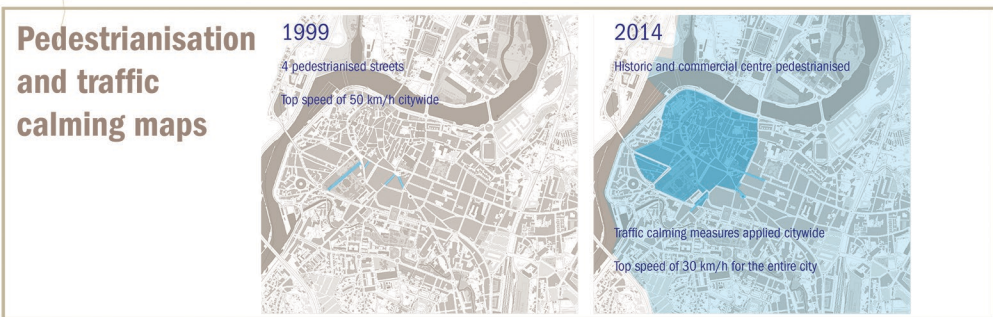 Pedestrianisation
and traffic
calming maps
1999
4 pedestrianised streets
Top speed of 50 km/h citywide
2014
Historic and commercial centre pedestrianised
Traffic calming measures applied citywide
Top speed of 30 km/h for the entire city